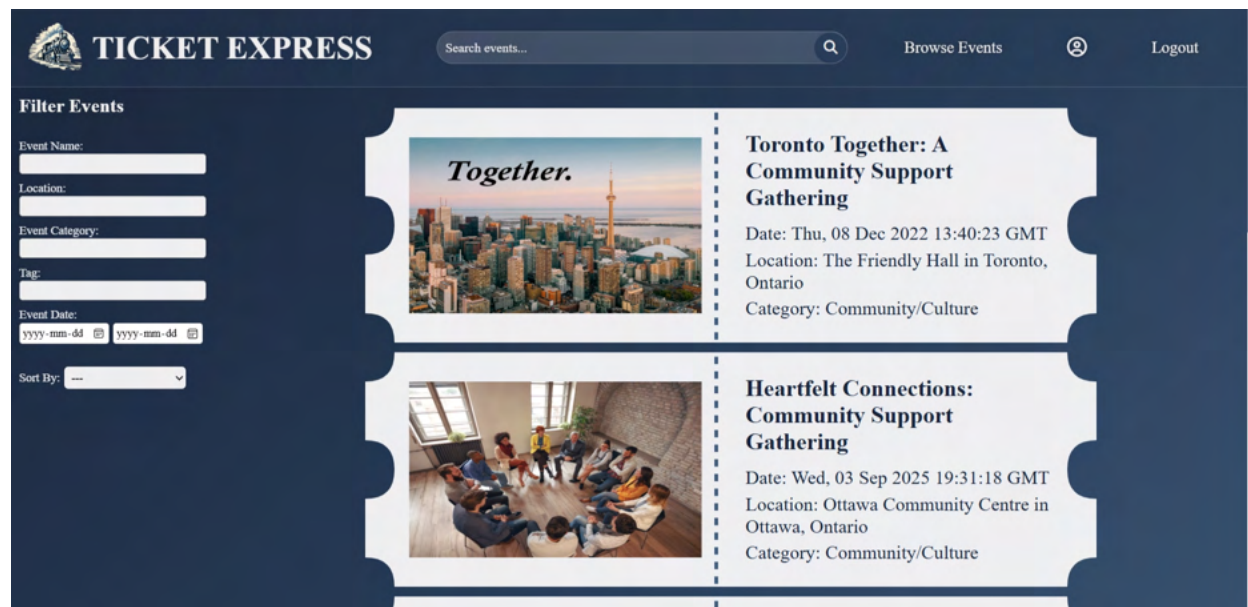 TICKET EXPRESS
Search events...
Browse Events
Logout
Filter Events
Event Name:
Location:
Event Category:
Tag:
Event Date:
yyyy-mm-dd yyyy-mm-dd
Sort By: ---
Together.
Toronto Together: A
Community Support
Gathering
Date: Thu, 08 Dec 2022 13:40:23 GMT
Location: The Friendly Hall in Toronto,
Ontario
Category: Community/Culture
Heartfelt Connections:
Community Support
Gathering
Date: Wed, 03 Sep 2025 19:31:18 GMT
Location: Ottawa Community Centre in
Ottawa, Ontario
Category: Community/Culture